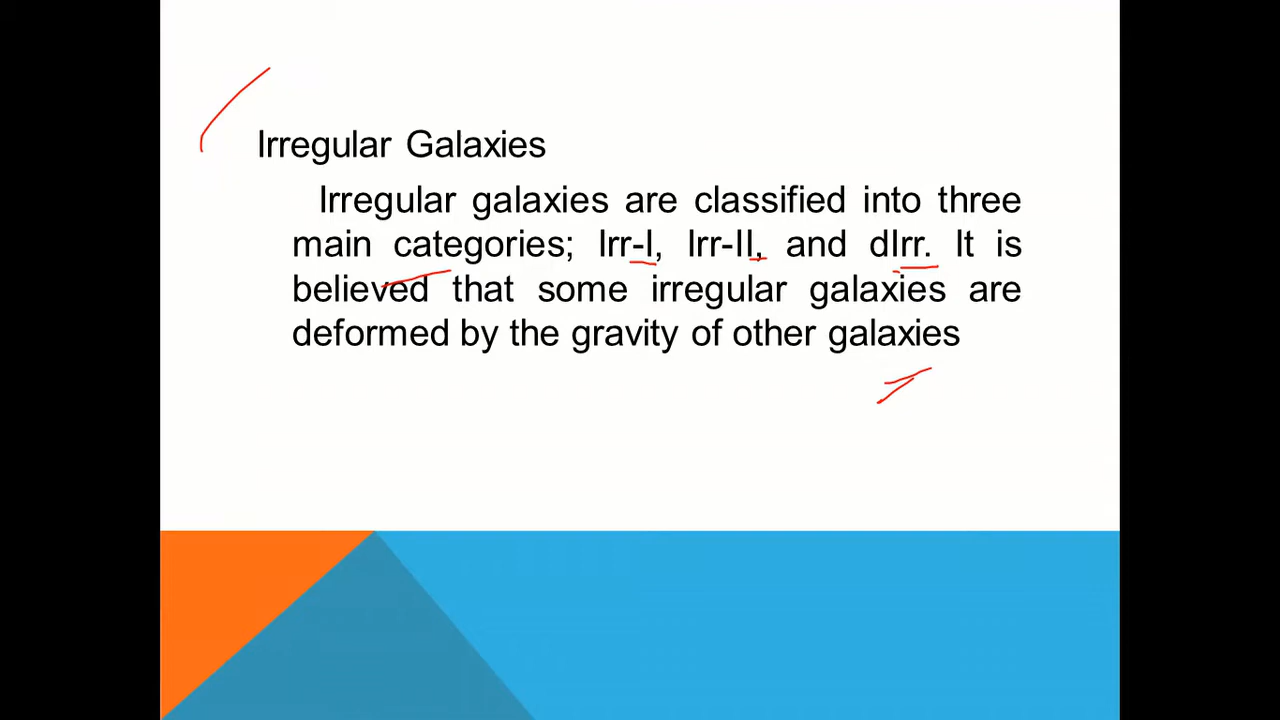 Irregular Galaxies
Irregular galaxies are classified into three
main categories; Irr-I, Irr-II, and dIrr. It is
believed that some irregular galaxies are
deformed by the gravity of other galaxies